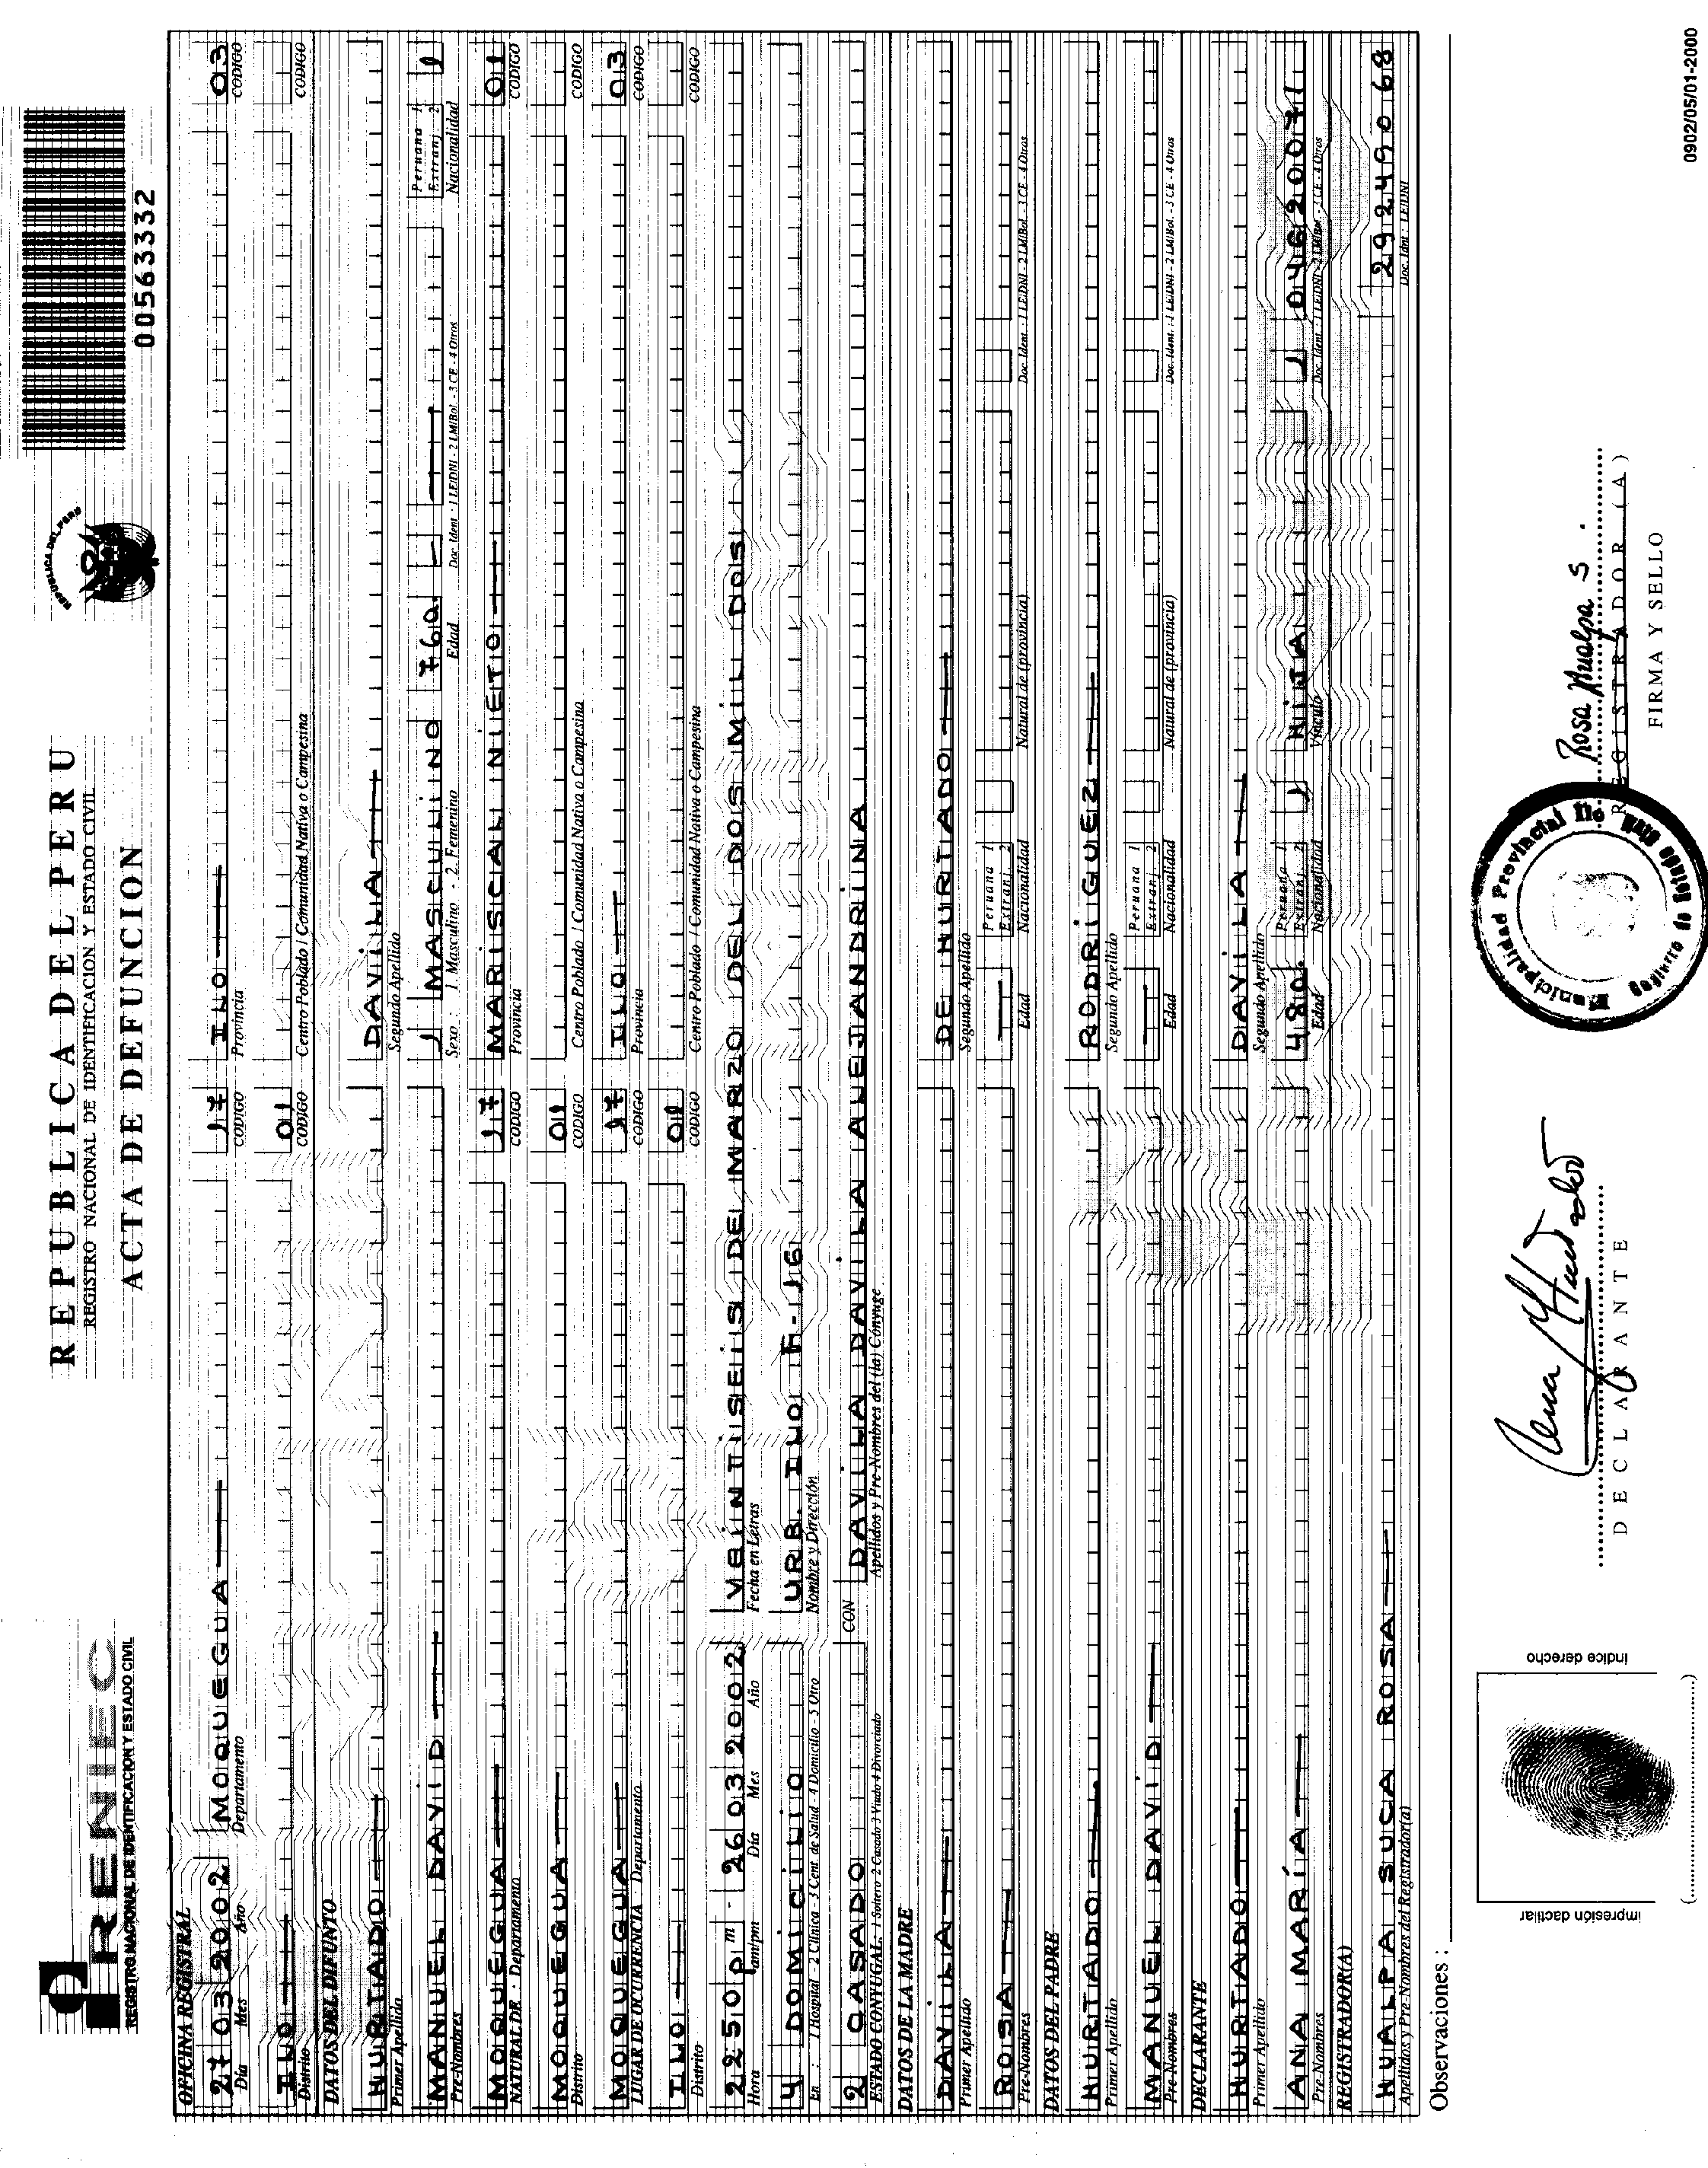 RENIEC
REGISTRO NACIONAL DE IDENTIFICACION Y ESTADO CIVIL
REPUBLICA DEL PERU
REGISTRO NACIONAL DE IDENTIFICACION Y ESTADO CIVIL
ACTA DE DEFUNCION
REPUBLICA DEL PERU
00563332
OFICINA REGISTRAL
27 03 2002 MOQUEGUA 17 ILO 03
Día Mes Año Departamento CODIGO Provincia CODIGO
ILO 01
Distrito CODIGO Centro Poblado / Comunidad Nativa o Campesina CODIGO
DATOS DEL DIFUNTO
HURTADO DAVILA
Primer Apellido Segundo Apellido
MANUEL DAVID 1 MASCULINO 76a. Peruana 1 Extranj. 2 1
Pre-Nombres Sexo : 1 Masculino - 2 Femenino Edad Doc. Ident : 1 LE/DNI - 2 LM/Bol. - 3 CE - 4 Otros Nacionalidad
MOQUEGUA 17 MARISCAL NIETO 01
NATURAL DE : Departamento CODIGO Provincia CODIGO
MOQUEGUA 01
Distrito CODIGO Centro Poblado / Comunidad Nativa o Campesina CODIGO
MOQUEGUA 17 ILO 03
LUGAR DE OCURRENCIA : Departamento CODIGO Provincia CODIGO
ILO 01
Distrito CODIGO Centro Poblado / Comunidad Nativa o Campesina CODIGO
2250 pm - 26 03 2002 VEINTISEIS DE MARZO DEL DOS MIL DOS
Hora am/pm Día Mes Año Fecha en Letras
4 DOMICILIO URB. ILO F-16
En : 1 Hospital - 2 Clínica - 3 Cent. de Salud - 4 Domicilio - 5 Otro Nombre y Dirección
2 CASADO CON DAVILA DAVILA ALEJANDRINA
ESTADO CONYUGAL: 1 Soltero 2 Casado 3 Viudo 4 Divorciado Apellidos y Pre-Nombres del (la) Cónyuge
DATOS DE LA MADRE
DAVILA DE HURTADO
Primer Apellido Segundo Apellido
ROSA Peruana 1 Extranj. 2
Pre-Nombres Edad Nacionalidad Natural de (provincia) Doc. Ident. : 1 LE/DNI - 2 LM/Bol. - 3 CE - 4 Otros
DATOS DEL PADRE
HURTADO RODRÍGUEZ
Primer Apellido Segundo Apellido
MANUEL DAVID Peruana 1 Extranj. 2
Pre-Nombres Edad Nacionalidad Natural de (provincia) Doc. Ident. : 1 LE/DNI - 2 LM/Bol. - 3 CE - 4 Otros
DECLARANTE
HURTADO DAVILA
Primer Apellido Segundo Apellido
ANA MARÍA 48a. Peruana 1 Extranj. 2 1 HIJA 1 04620071
Pre-Nombres Edad Nacionalidad Vínculo Doc. Ident. : 1 LE/DNI - 2 LM/Bol. - 3 CE - 4 Otros
REGISTRADOR(A)
HUALPA SUCA ROSA 29249068
Apellidos y Pre-Nombres del Registrador(a) Doc. Idnt : LE/DNI
Observaciones :
impresión dactilar
índice derecho
DECLARANTE
Municipalidad Provincial Ilo
Rosa Hualpa S.
REGISTRADOR (A)
FIRMA Y SELLO
0902/05/01-2000